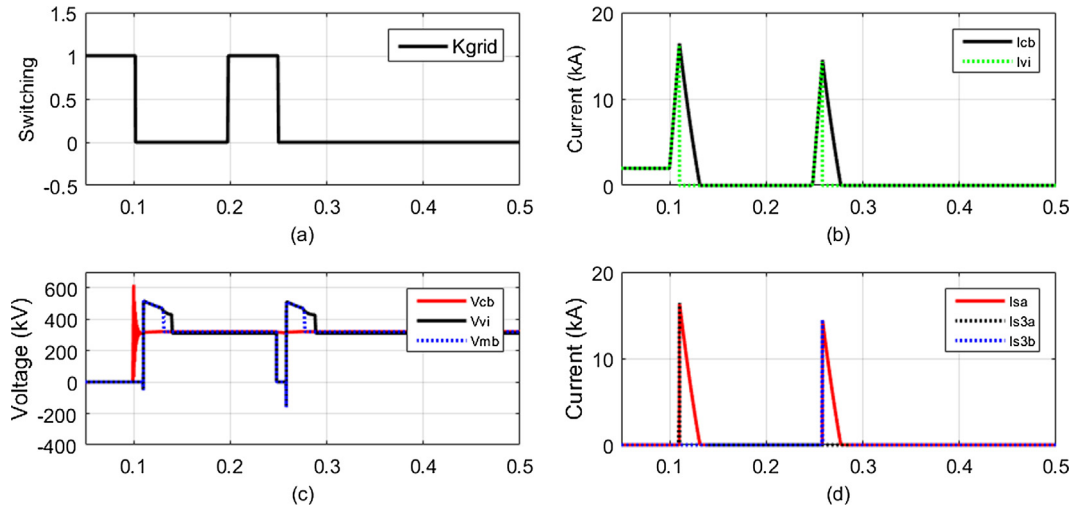 1.5
1
0.5
0
-0.5
Switching
Kgrid
0.1 0.2 0.3 0.4 0.5
(a)
20
10
0
Current (kA)
Icb
Ivi
0.1 0.2 0.3 0.4 0.5
(b)
600
400
200
0
-200
-400
Voltage (kV)
Vcb
Vvi
Vmb
0.1 0.2 0.3 0.4 0.5
(c)
20
10
0
Current (kA)
Isa
Is3a
Is3b
0.1 0.2 0.3 0.4 0.5
(d)